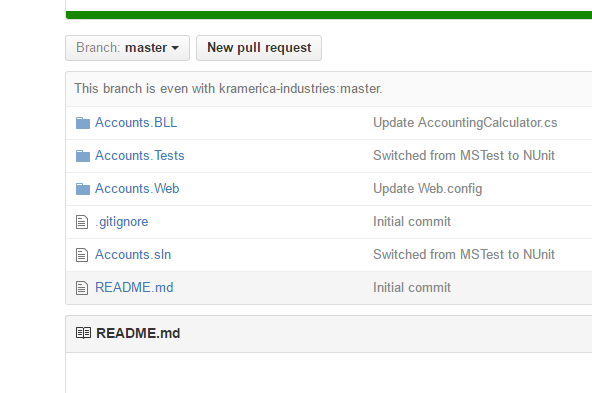 Branch: master New pull request
This branch is even with kramerica-industries:master.
Accounts.BLL Update AccountingCalculator.cs
Accounts.Tests Switched from MSTest to NUnit
Accounts.Web Update Web.config
.gitignore Initial commit
Accounts.sln Switched from MSTest to NUnit
README.md Initial commit
README.md